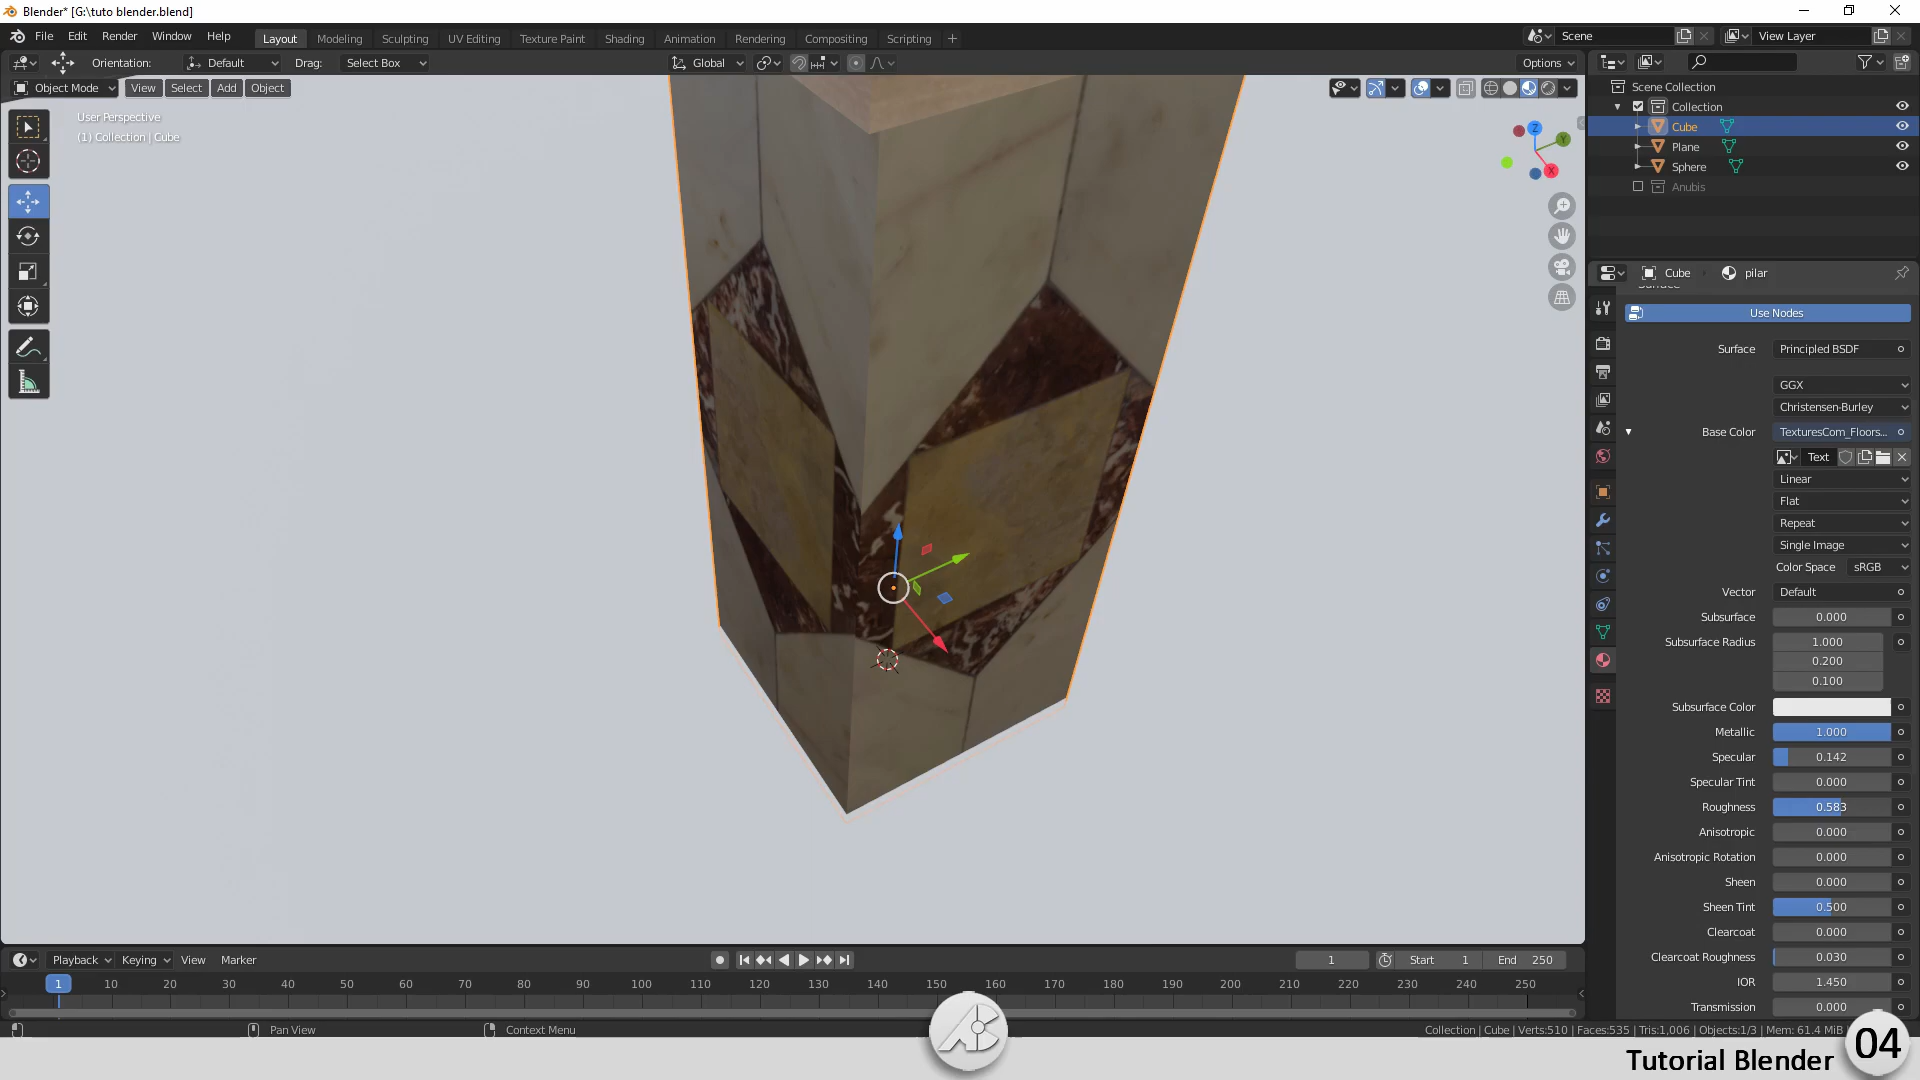 Blender* [G:\tuto blender.blend]
File Edit Render Window Help
Layout Modeling Sculpting UV Editing Texture Paint Shading Animation Rendering Compositing Scripting +
Scene
View Layer
Orientation: Default Drag: Select Box
Global
Options
Object Mode View Select Add Object
User Perspective
(1) Collection | Cube
Z
Y
X
Scene Collection
Collection
Cube
Plane
Sphere
Anubis
Cube pilar
Surface
Use Nodes
Surface Principled BSDF
GGX
Christensen-Burley
Base Color TexturesCom_Floors...
Text
Linear
Flat
Repeat
Single Image
Color Space sRGB
Vector Default
Subsurface 0.000
Subsurface Radius 1.000
0.200
0.100
Subsurface Color
Metallic 1.000
Specular 0.142
Specular Tint 0.000
Roughness 0.583
Anisotropic 0.000
Anisotropic Rotation 0.000
Sheen 0.000
Sheen Tint 0.500
Clearcoat 0.000
Clearcoat Roughness 0.030
IOR 1.450
Transmission 0.000
Playback Keying View Marker
1 Start 1 End 250
1 10 20 30 40 50 60 70 80 90 100 110 120 130 140 150 160 170 180 190 200 210 220 230 240 250
Pan View Context Menu
Collection | Cube | Verts:510 | Faces:535 | Tris:1,006 | Objects:1/3 | Mem: 61.4 MiB
Tutorial Blender 04